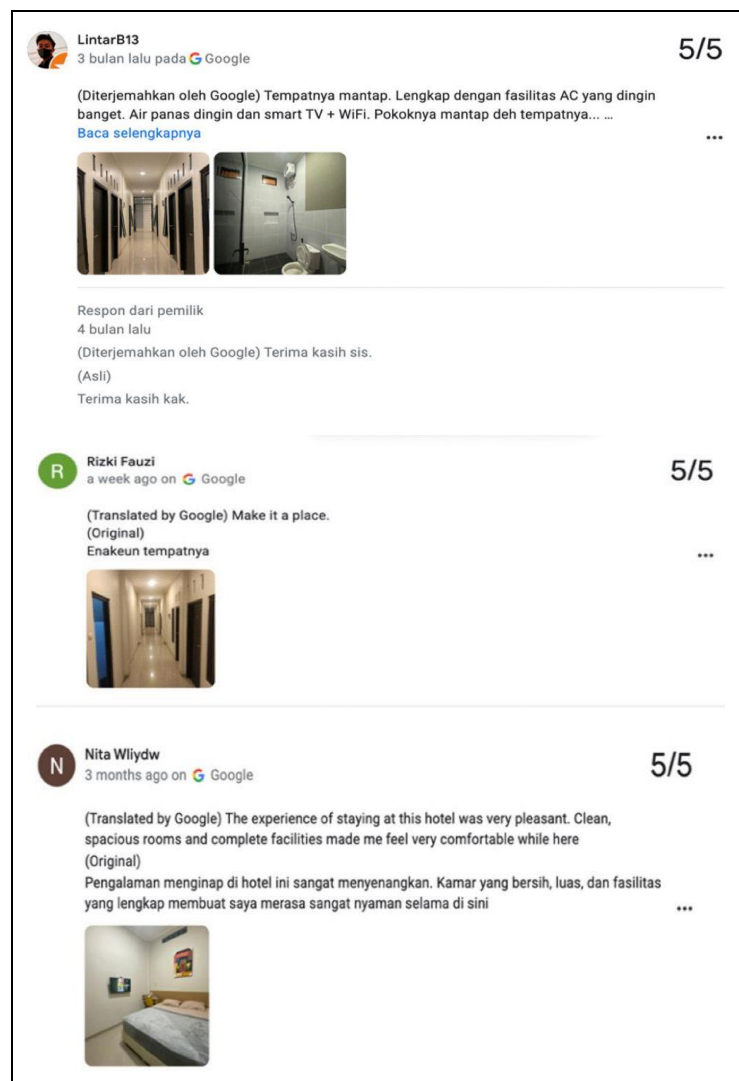 LintarB13
5/5
3 bulan lalu pada Google
(Diterjemahkan oleh Google) Tempatnya mantap. Lengkap dengan fasilitas AC yang dingin
banget. Air panas dingin dan smart TV + WiFi. Pokoknya mantap deh tempatnya... ...
Baca selengkapnya
Respon dari pemilik
4 bulan lalu
(Diterjemahkan oleh Google) Terima kasih sis.
(Asli)
Terima kasih kak.
R
Rizki Fauzi
5/5
a week ago on Google
(Translated by Google) Make it a place.
(Original)
Enakeun tempatnya
N
Nita Wliydw
5/5
3 months ago on Google
(Translated by Google) The experience of staying at this hotel was very pleasant. Clean,
spacious rooms and complete facilities made me feel very comfortable while here
(Original)
Pengalaman menginap di hotel ini sangat menyenangkan. Kamar yang bersih, luas, dan fasilitas
yang lengkap membuat saya merasa sangat nyaman selama di sini